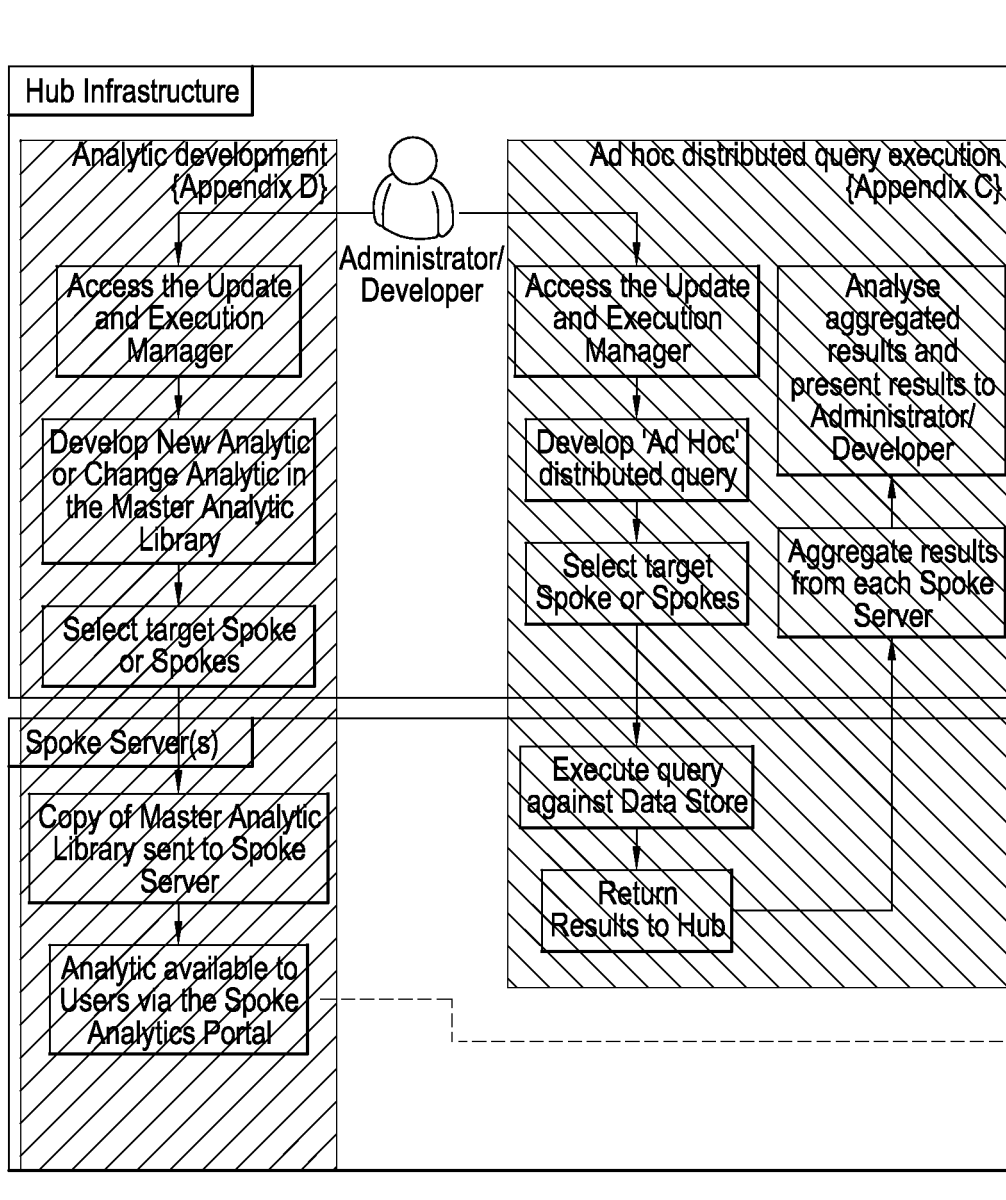 Hub Infrastructure
Analytic development
{Appendix D}
Administrator/
Developer
Access the Update
and Execution
Manager
Develop New Analytic
or Change Analytic in
the Master Analytic
Library
Select target Spoke
or Spokes
Ad hoc distributed query execution
{Appendix C}
Access the Update
and Execution
Manager
Develop 'Ad Hoc'
distributed query
Select target
Spoke or Spokes
Analyse
aggregated
results and
present results to
Administrator/
Developer
Aggregate results
from each Spoke
Server
Spoke Server(s)
Copy of Master Analytic
Library sent to Spoke
Server
Analytic available to
Users via the Spoke
Analytics Portal
Execute query
against Data Store
Return
Results to Hub